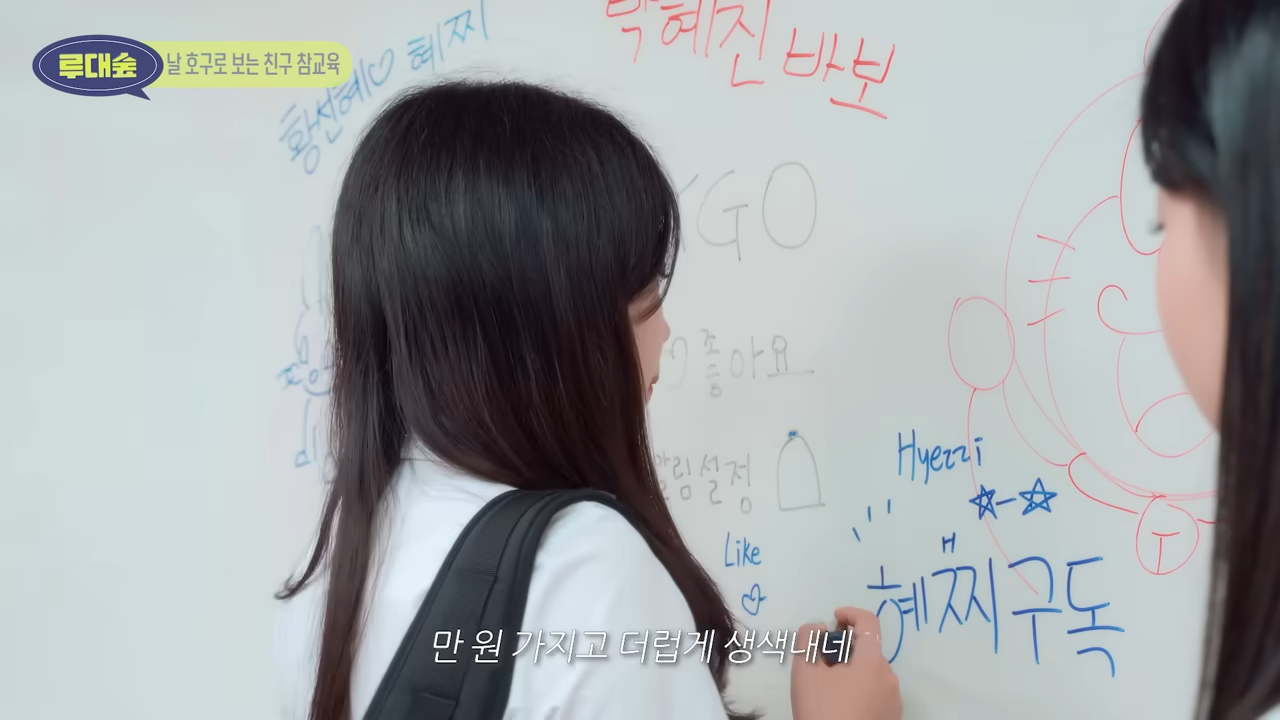 루대숲 날 호구로 보는 친구 참교육
황선혜♡ 혜찌
박혜진 바보
GO
좋아요
알림설정
Hyezzi
☆-☆
Like
H
혜찌구독
T
만 원 가지고 더럽게 생색내네